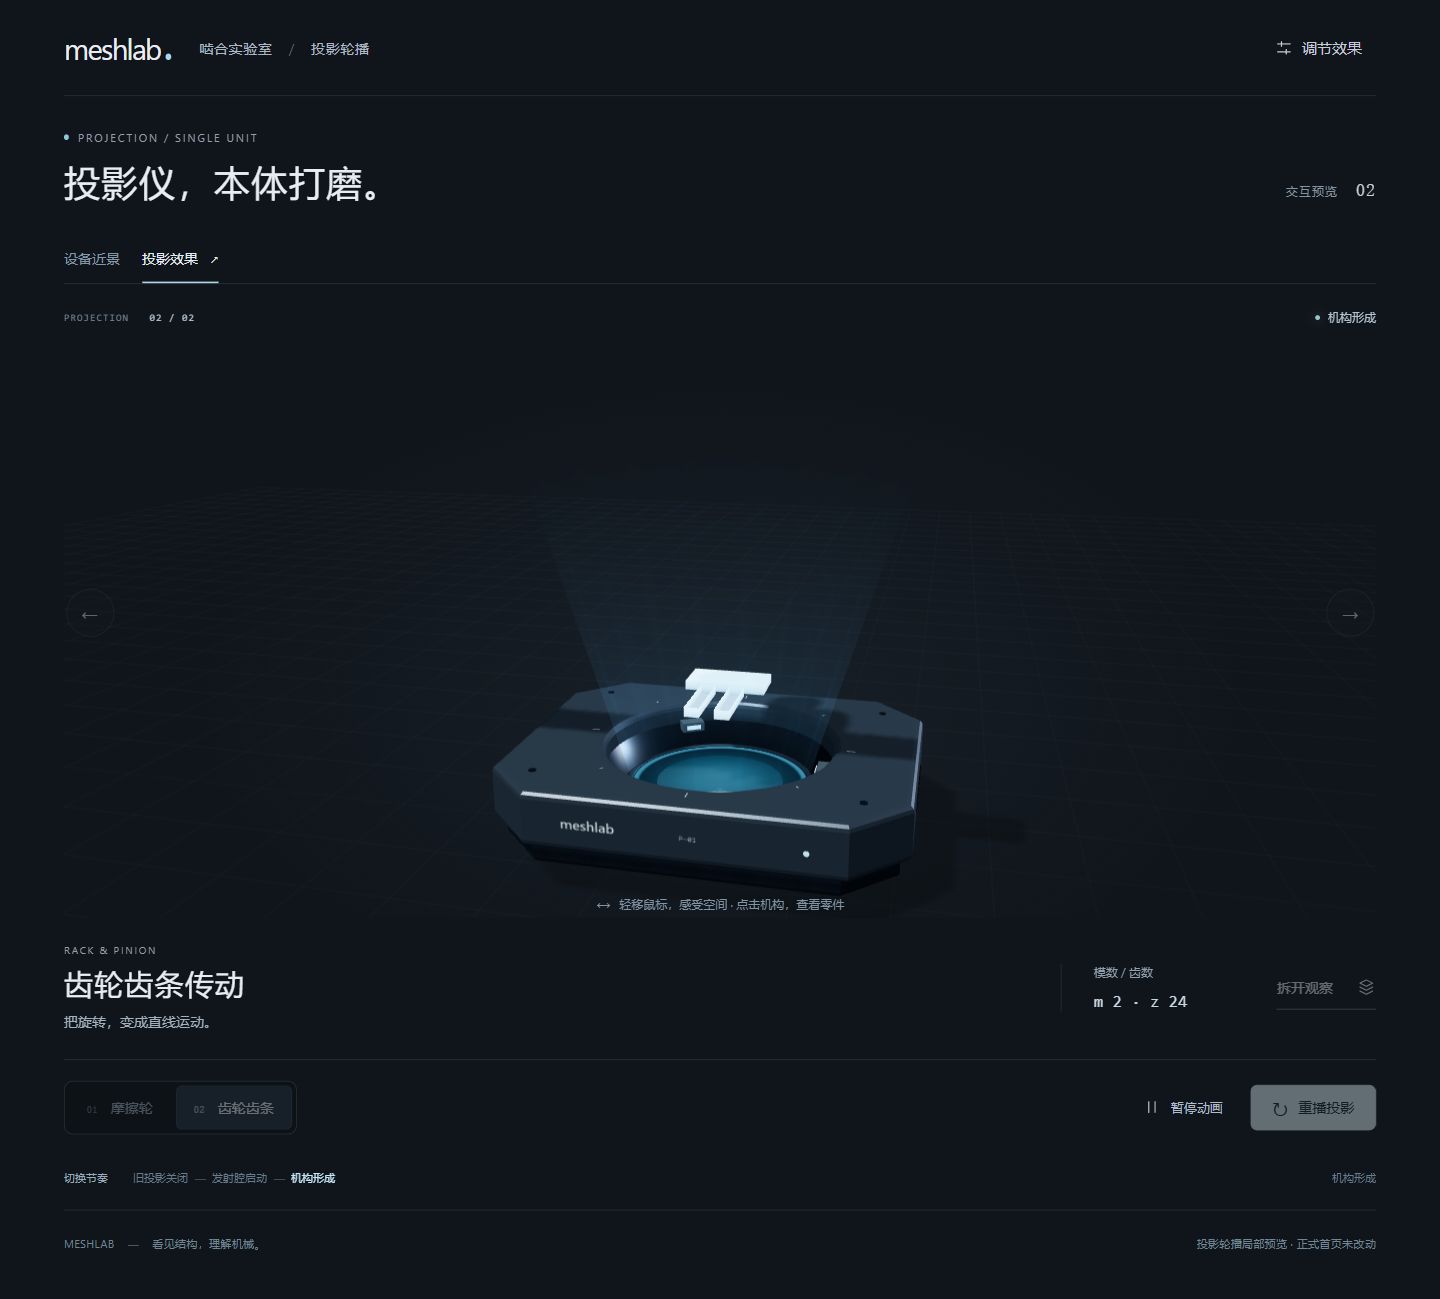 meshlab. 啮合实验室 / 投影轮播
调节效果
PROJECTION / SINGLE UNIT
投影仪，本体打磨。
交互预览 02
设备近景 投影效果 ↗
PROJECTION 02 / 02
机构形成
←
→
meshlab
P-01
↔ 轻移鼠标，感受空间 · 点击机构，查看零件
RACK & PINION
齿轮齿条传动
把旋转，变成直线运动。
模数 / 齿数
m 2 · z 24
拆开观察
01 摩擦轮 02 齿轮齿条
暂停动画
重播投影
切换节奏 旧投影关闭 — 发射腔启动 — 机构形成
机构形成
MESHLAB — 看见结构，理解机械。
投影轮播局部预览 · 正式首页未改动